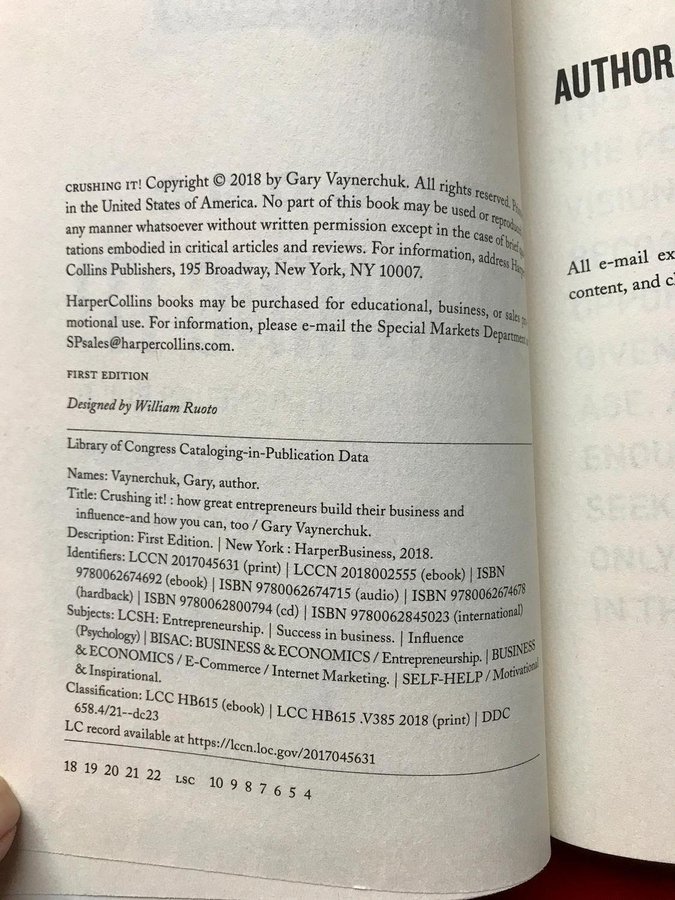 CRUSHING IT! Copyright © 2018 by Gary Vaynerchuk. All rights reserved.
in the United States of America. No part of this book may be used or reproduced
any manner whatsoever without written permission except in the case of brief
tations embodied in critical articles and reviews. For information, address
Collins Publishers, 195 Broadway, New York, NY 10007.
HarperCollins books may be purchased for educational, business, or sales
motional use. For information, please e-mail the Special Markets Department
SPsales@harpercollins.com.
FIRST EDITION
Designed by William Ruoto
Library of Congress Cataloging-in-Publication Data
Names: Vaynerchuk, Gary, author.
Title: Crushing it! : how great entrepreneurs build their business and
influence-and how you can, too / Gary Vaynerchuk.
Description: First Edition. | New York : HarperBusiness, 2018.
Identifiers: LCCN 2017045631 (print) | LCCN 2018002555 (ebook) | ISBN
9780062674692 (ebook) | ISBN 9780062674715 (audio) | ISBN 9780062674678
(hardback) | ISBN 9780062800794 (cd) | ISBN 9780062845023 (international)
Subjects: LCSH: Entrepreneurship. | Success in business. | Influence
(Psychology) | BISAC: BUSINESS & ECONOMICS / Entrepreneurship. | BUSINESS
& ECONOMICS / E-Commerce / Internet Marketing. | SELF-HELP / Motivational
& Inspirational.
Classification: LCC HB615 (ebook) | LCC HB615 .V385 2018 (print) | DDC
658.4/21--dc23
LC record available at https://lccn.loc.gov/2017045631
18 19 20 21 22 LSC 10 9 8 7 6 5 4
AUTHOR
All e-mail
content, and